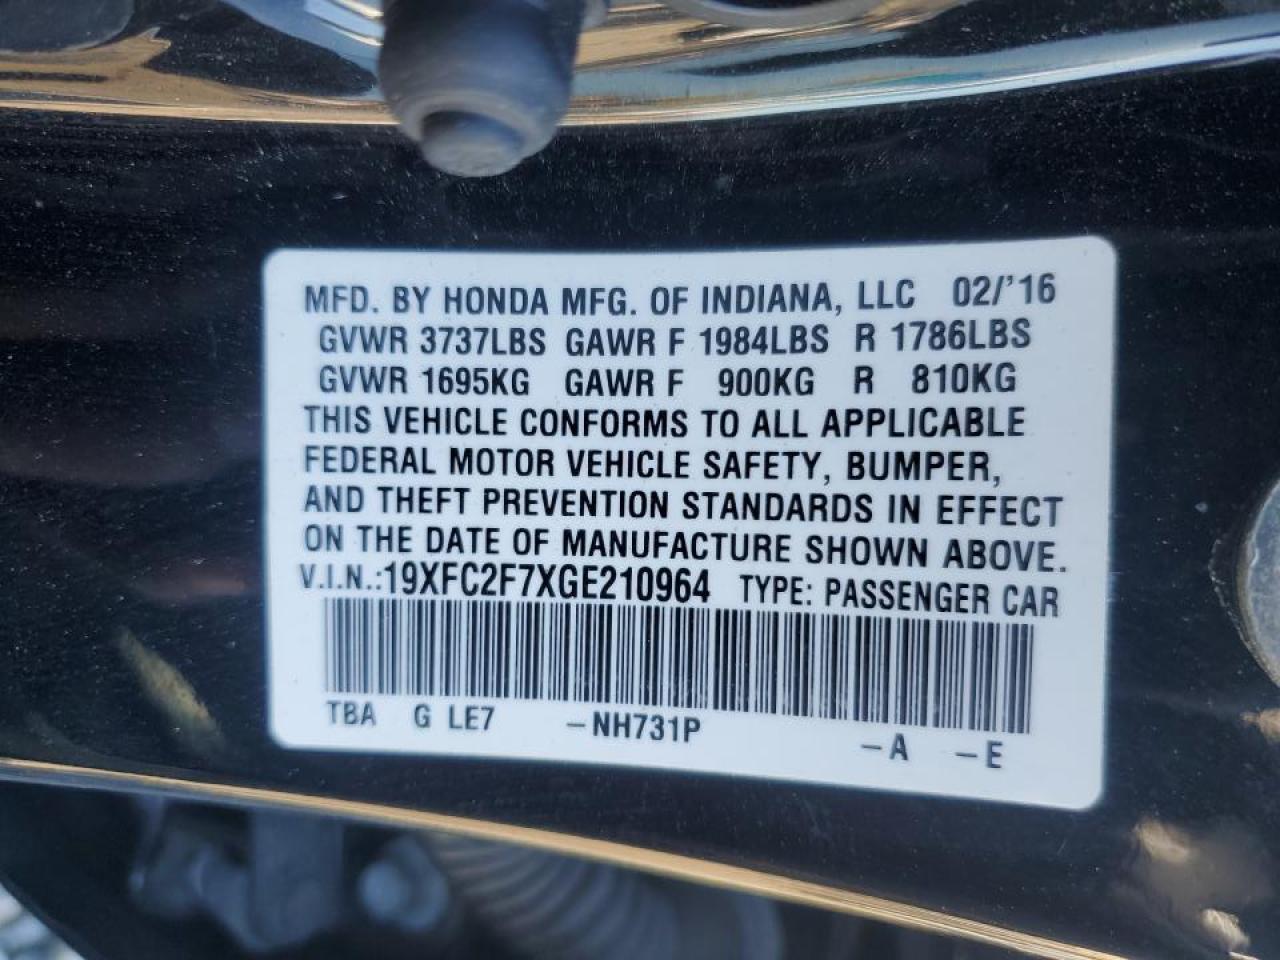 MFD. BY HONDA MFG. OF INDIANA, LLC 02/'16
GVWR 3737LBS GAWR F 1984LBS R 1786LBS
GVWR 1695KG GAWR F 900KG R 810KG
THIS VEHICLE CONFORMS TO ALL APPLICABLE
FEDERAL MOTOR VEHICLE SAFETY, BUMPER,
AND THEFT PREVENTION STANDARDS IN EFFECT
ON THE DATE OF MANUFACTURE SHOWN ABOVE.
V.I.N.:19XFC2F7XGE210964 TYPE: PASSENGER CAR
TBA G LE7 –NH731P –A –E